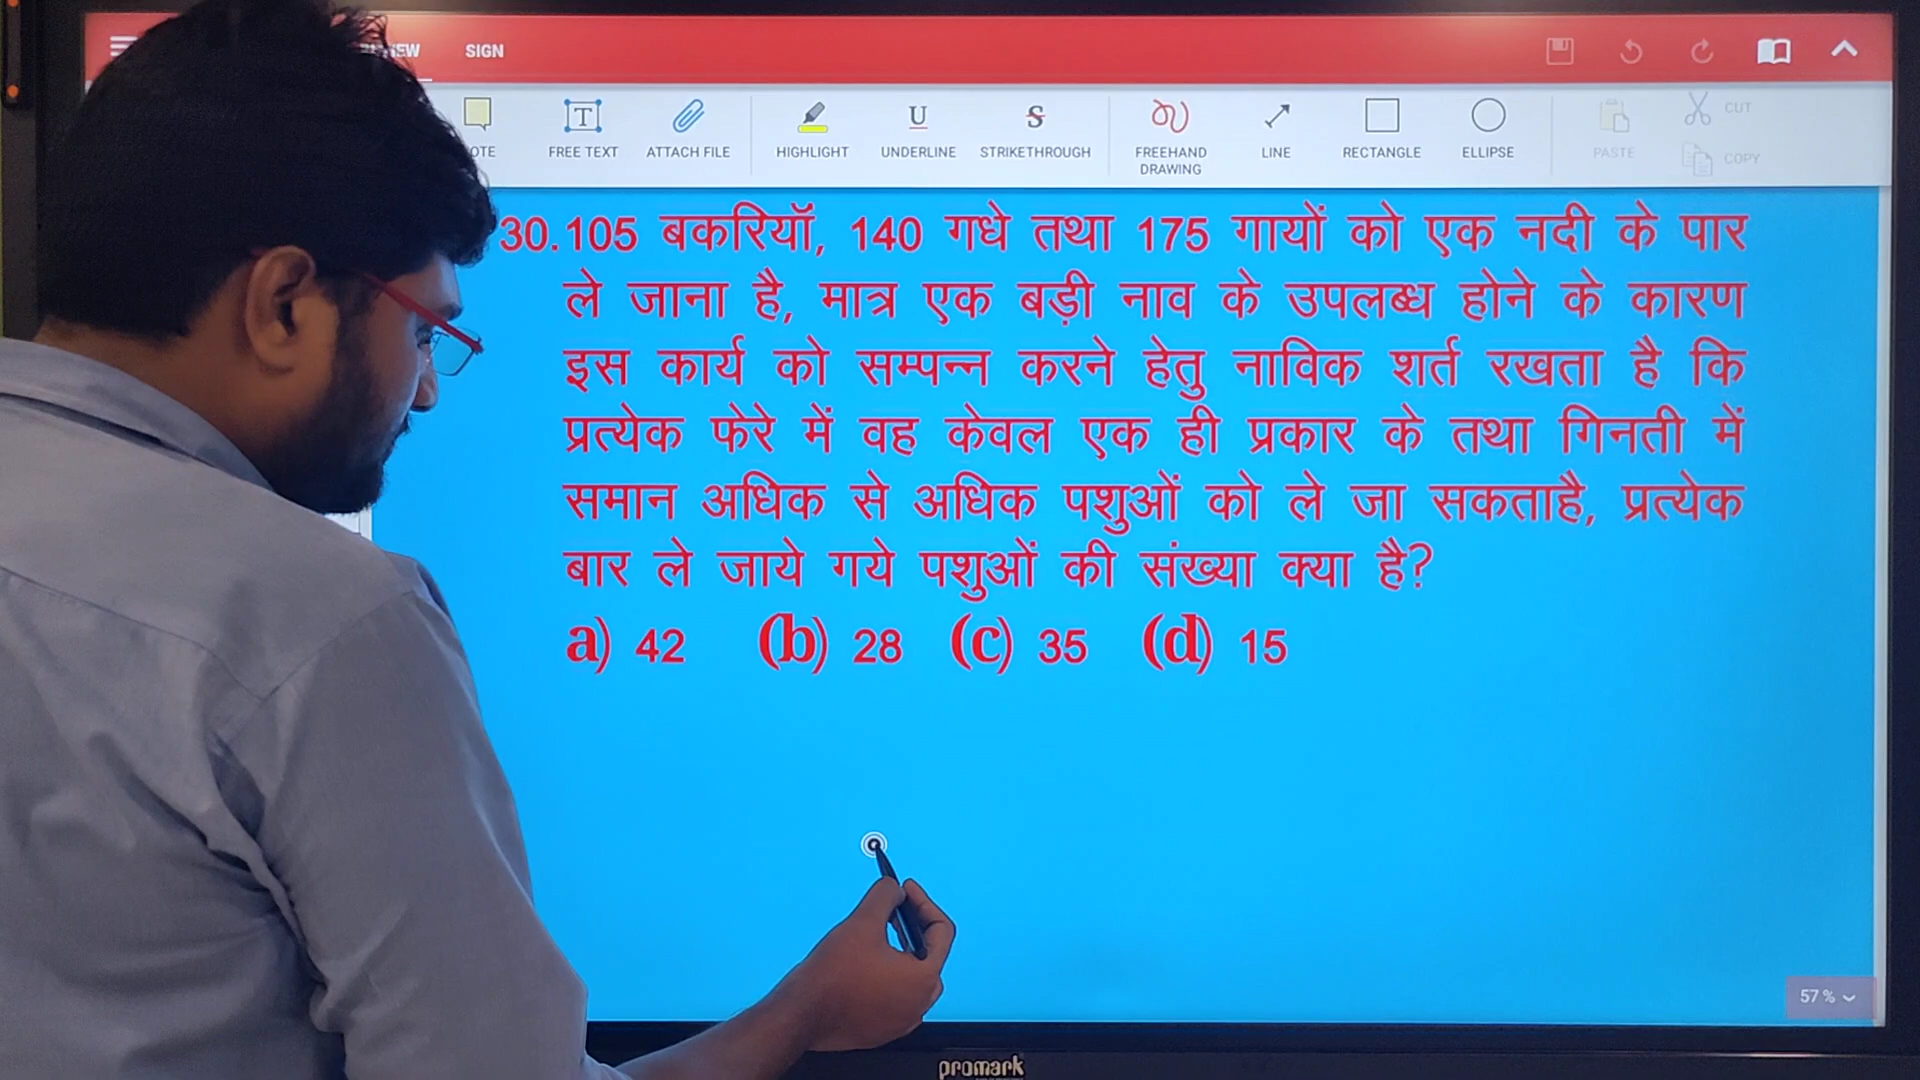 SIGN
OTE
FREE TEXT
ATTACH FILE
HIGHLIGHT
UNDERLINE
STRIKETHROUGH
FREEHAND DRAWING
LINE
RECTANGLE
ELLIPSE
PASTE
CUT
COPY
30.105 बकरियॉ, 140 गधे तथा 175 गायों को एक नदी के पार
ले जाना है, मात्र एक बड़ी नाव के उपलब्ध होने के कारण
इस कार्य को सम्पन्न करने हेतु नाविक शर्त रखता है कि
प्रत्येक फेरे में वह केवल एक ही प्रकार के तथा गिनती में
समान अधिक से अधिक पशुओं को ले जा सकताहै, प्रत्येक
बार ले जाये गये पशुओं की संख्या क्या है?
a) 42 (b) 28 (c) 35 (d) 15
57 %
promark